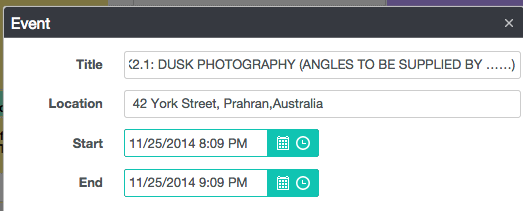 Event ×
Title
2.1: DUSK PHOTOGRAPHY (ANGLES TO BE SUPPLIED BY ......)
Location
42 York Street, Prahran,Australia
Start
11/25/2014 8:09 PM
End
11/25/2014 9:09 PM